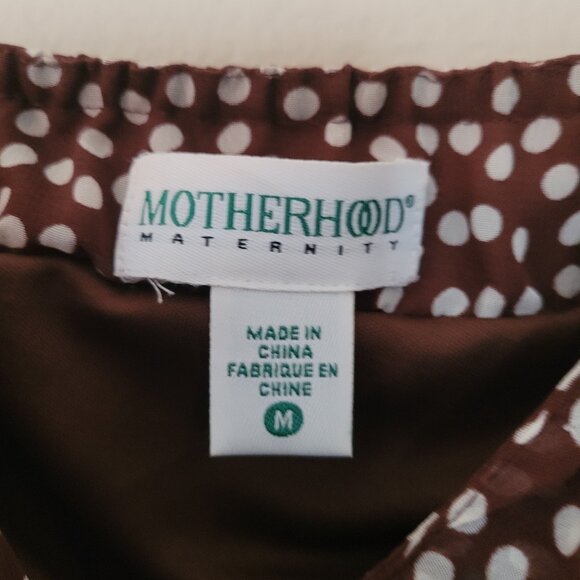 MOTHERHOOD®
MATERNITY
MADE IN
CHINA
FABRIQUE EN
CHINE
M